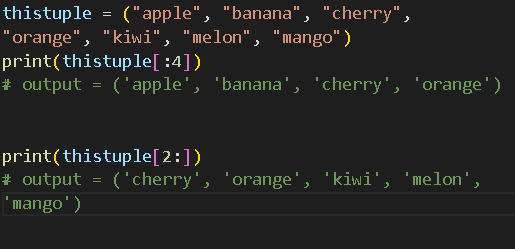 thistuple = ("apple", "banana", "cherry",
"orange", "kiwi", "melon", "mango")
print(thistuple[:4])
# output = ('apple', 'banana', 'cherry', 'orange')
print(thistuple[2:])
# output = ('cherry', 'orange', 'kiwi', 'melon',
'mango')